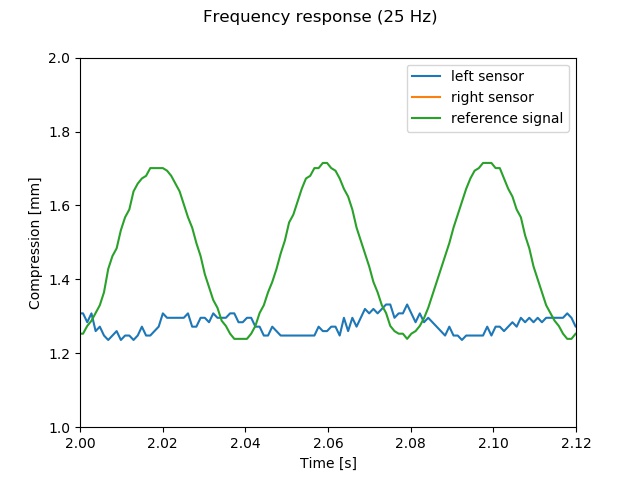 Frequency response (25 Hz)
left sensor
right sensor
reference signal
2.0
1.8
1.6
1.4
1.2
1.0
Compression [mm]
2.00 2.02 2.04 2.06 2.08 2.10 2.12
Time [s]